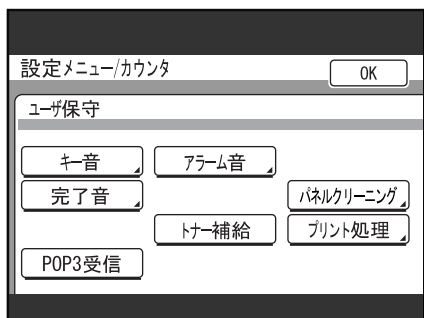 設定メニュー/カウンタ
OK
ユーザ保守
キー音
アラーム音
完了音
パネルクリーニング
トナー補給
プリント処理
POP3受信